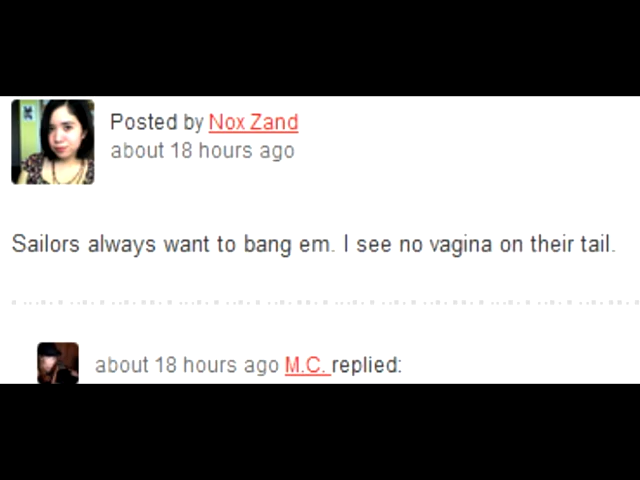 Posted by Nox Zand
about 18 hours ago
Sailors always want to bang em. I see no vagina on their tail.
about 18 hours ago M.C. replied: